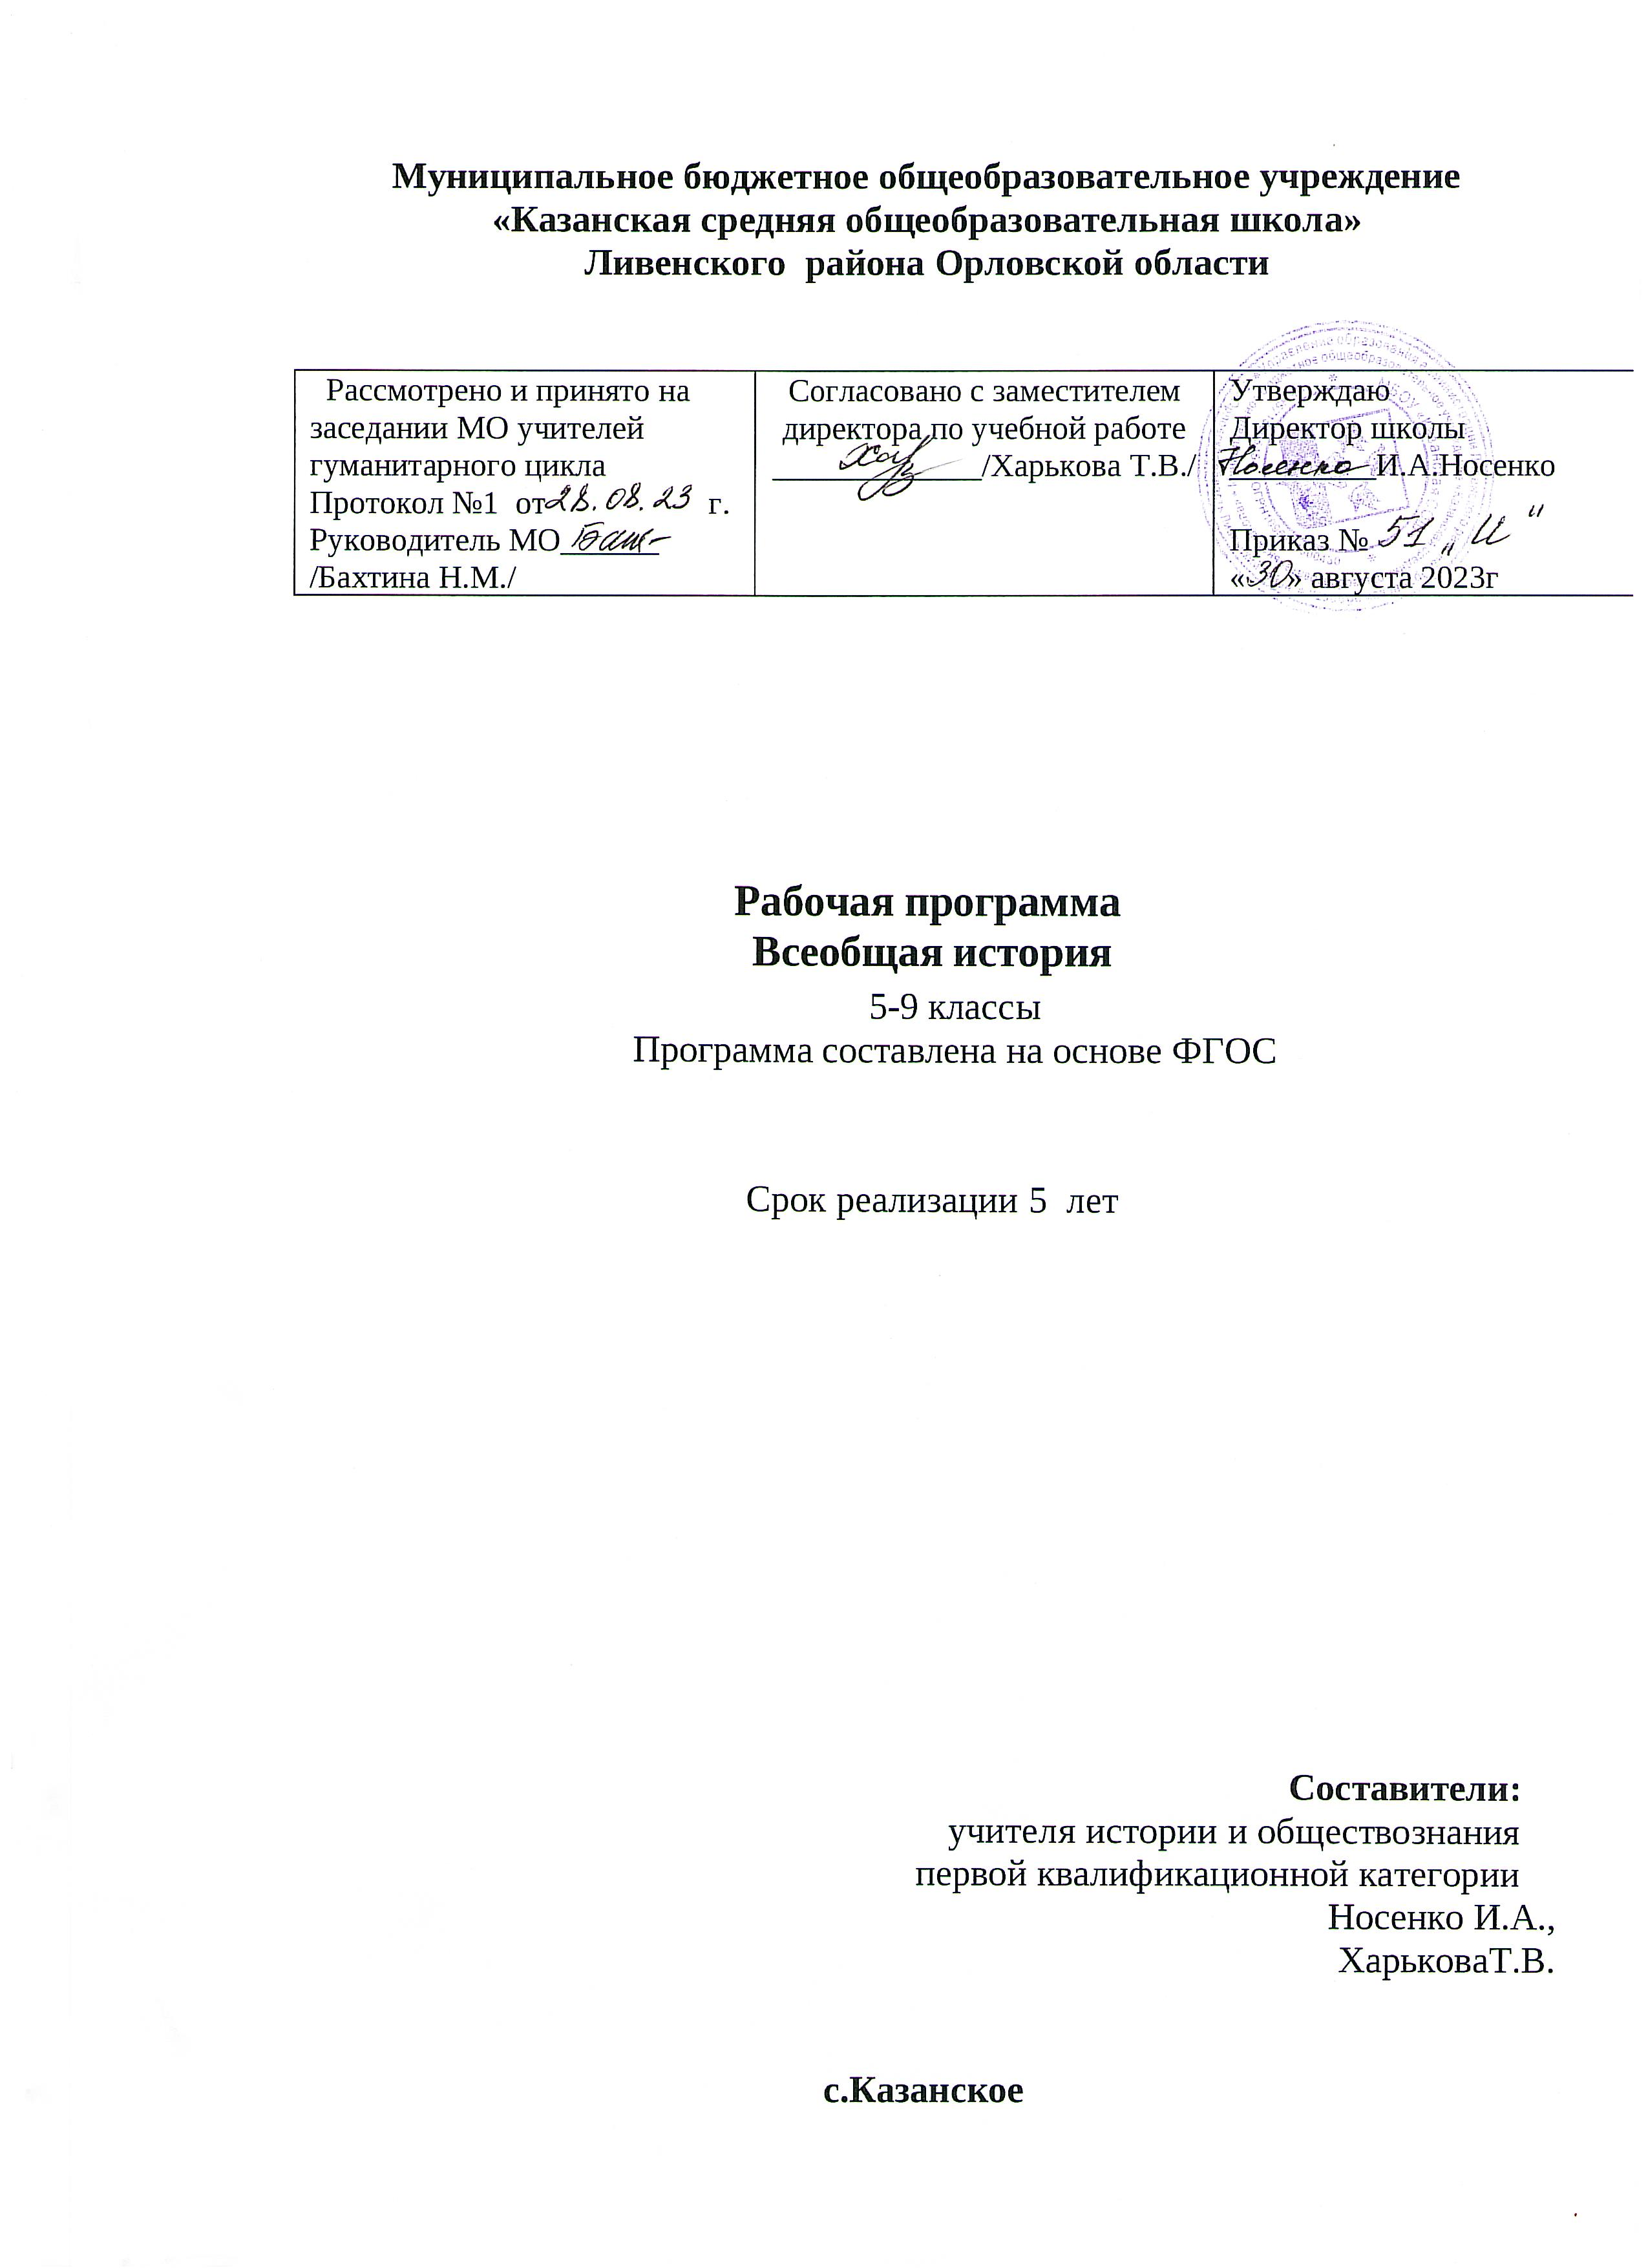 Муниципальное бюджетное общеобразовательное учреждение
«Казанская средняя общеобразовательная школа»
Ливенского района Орловской области
Рассмотрено и принято на
заседании МО учителей
гуманитарного цикла
Протокол №1 от 28.08.23 г.
Руководитель МО
/Бахтина Н.М./
Согласовано с заместителем
директора по учебной работе
/Харькова Т.В./
Утверждаю
Директор школы
Носенко И.А.Носенко
Приказ № 51 „И"
«30» августа 2023г
Рабочая программа
Всеобщая история
5-9 классы
Программа составлена на основе ФГОС
Срок реализации 5 лет
Составители:
учителя истории и обществознания
первой квалификационной категории
Носенко И.А.,
ХарьковаТ.В.
с.Казанское